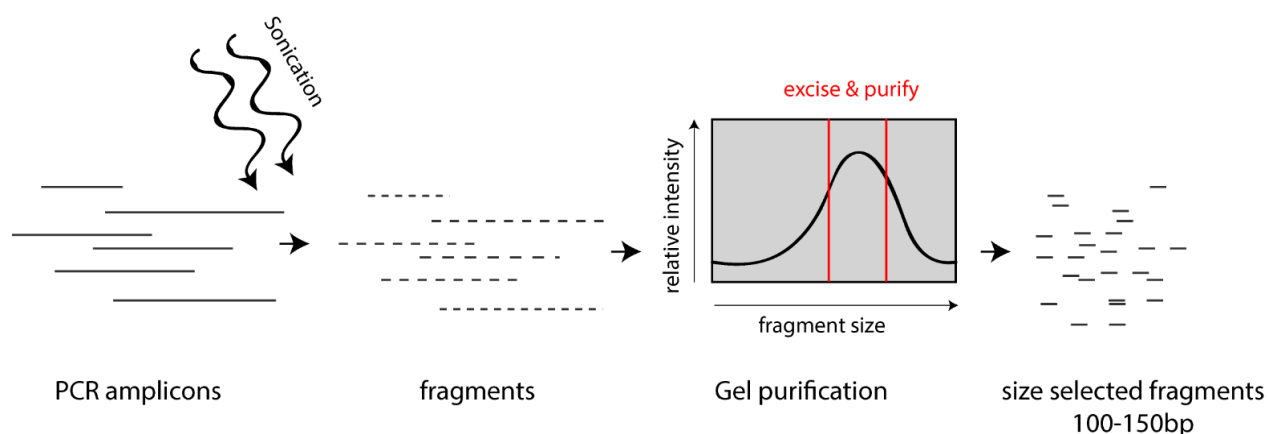 Sonication
excise & purify
relative intensity
fragment size
PCR amplicons
fragments
Gel purification
size selected fragments
100-150bp